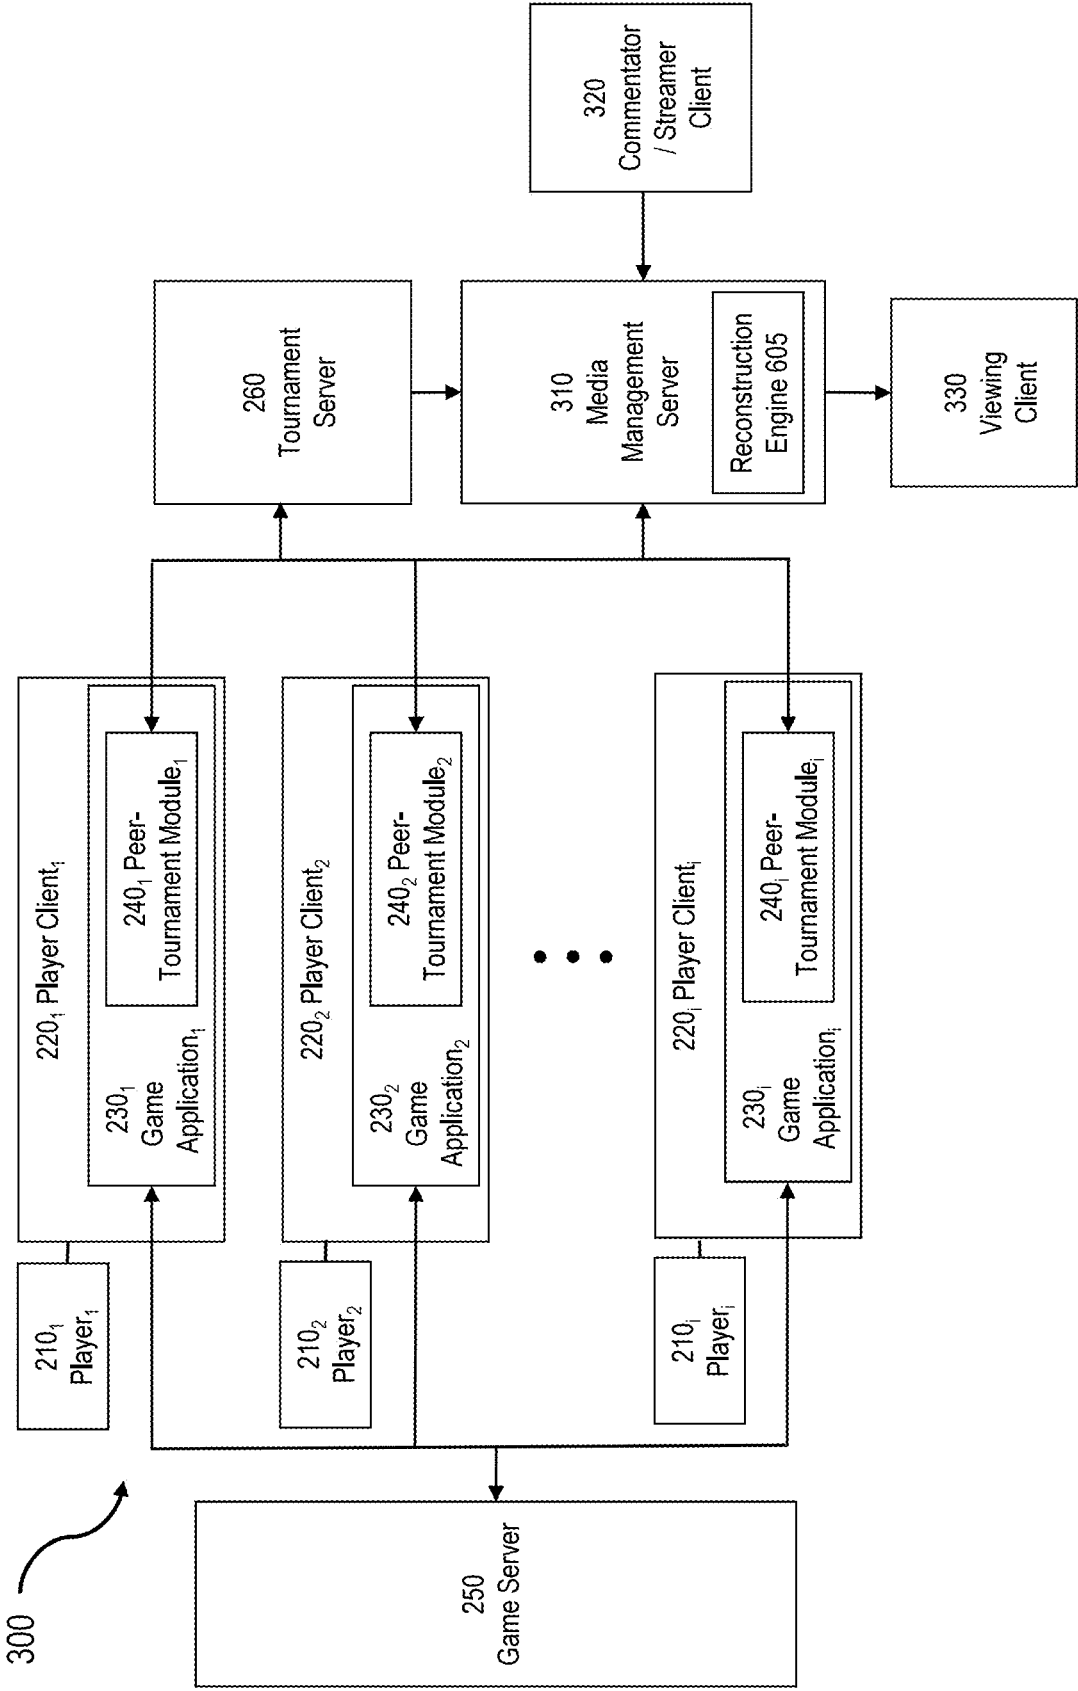 300
250
Game Server
210₁
Player₁
220₁ Player Client₁
230₁
Game
Application₁
240₁ Peer-
Tournament Module₁
210₂
Player₂
220₂ Player Client₂
230₂
Game
Application₂
240₂ Peer-
Tournament Module₂
210ᵢ
Playerᵢ
220ᵢ Player Clientᵢ
230ᵢ
Game
Applicationᵢ
240ᵢ Peer-
Tournament Moduleᵢ
260
Tournament
Server
310
Media
Management
Server
Reconstruction
Engine 605
320
Commentator
/ Streamer
Client
330
Viewing
Client